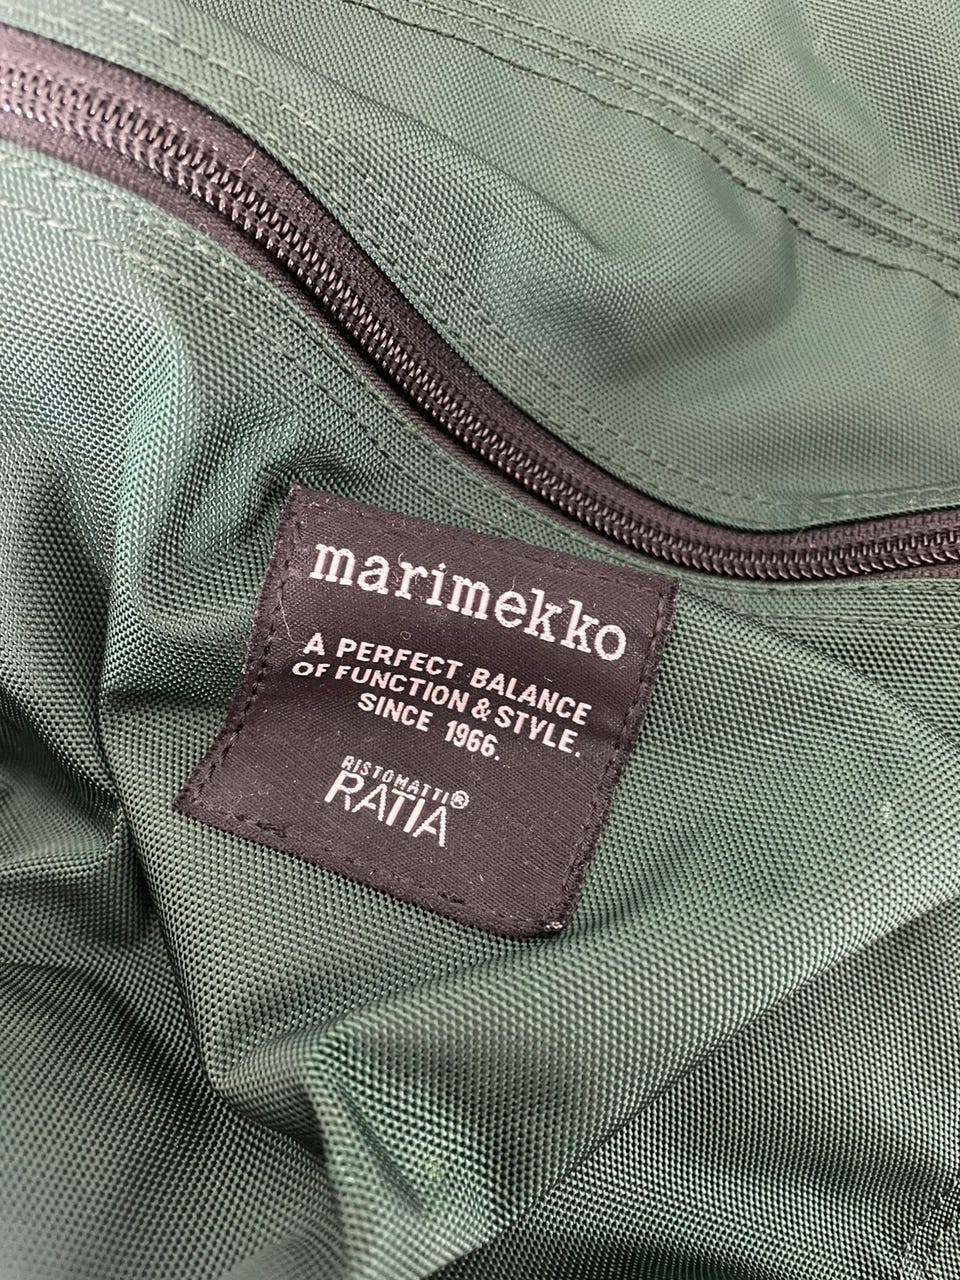 marimekko
A PERFECT BALANCE
OF FUNCTION & STYLE.
SINCE 1966.
RISTOMATTI®
RATIA